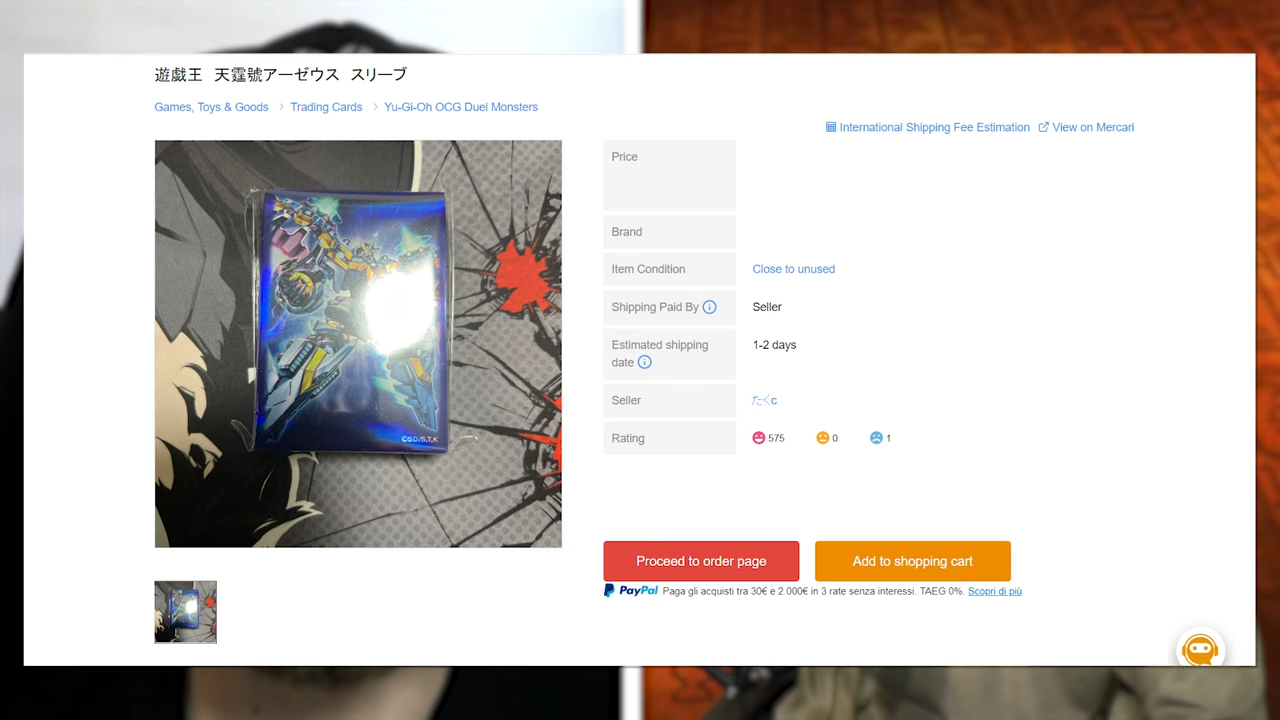 遊戯王 天霆號アーゼウス スリーブ
Games, Toys & Goods > Trading Cards > Yu-Gi-Oh OCG Duel Monsters
International Shipping Fee Estimation View on Mercari
Price
Brand
Item Condition Close to unused
Shipping Paid By Seller
Estimated shipping
date
1-2 days
Seller たくc
Rating 575 0 1
©SD/S,T,K
Proceed to order page Add to shopping cart
PayPal Paga gli acquisti tra 30€ e 2.000€ in 3 rate senza interessi. TAEG 0%. Scopri di più